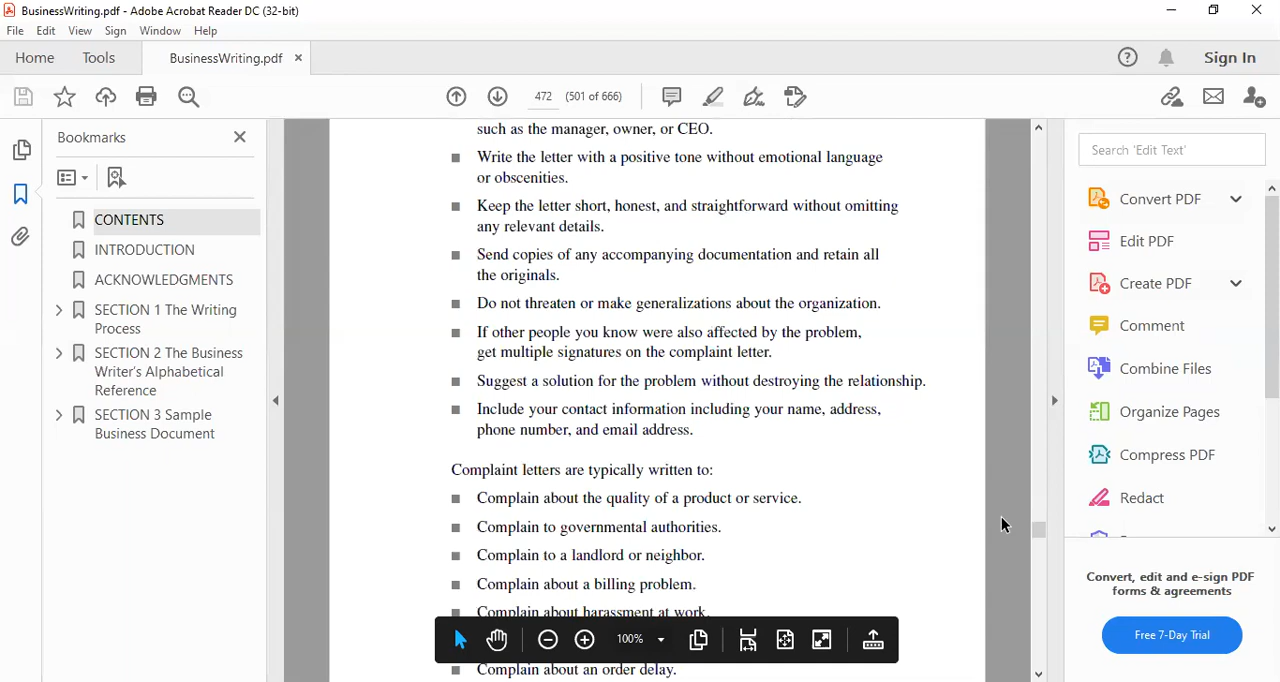 BusinessWriting.pdf - Adobe Acrobat Reader DC (32-bit)
File Edit View Sign Window Help
Home Tools BusinessWriting.pdf × Sign In
472 (501 of 666)
Bookmarks
CONTENTS
INTRODUCTION
ACKNOWLEDGMENTS
SECTION 1 The Writing
Process
SECTION 2 The Business
Writer's Alphabetical
Reference
SECTION 3 Sample
Business Document
such as the manager, owner, or CEO.
■ Write the letter with a positive tone without emotional language
or obscenities.
■ Keep the letter short, honest, and straightforward without omitting
any relevant details.
■ Send copies of any accompanying documentation and retain all
the originals.
■ Do not threaten or make generalizations about the organization.
■ If other people you know were also affected by the problem,
get multiple signatures on the complaint letter.
■ Suggest a solution for the problem without destroying the relationship.
■ Include your contact information including your name, address,
phone number, and email address.
Complaint letters are typically written to:
■ Complain about the quality of a product or service.
■ Complain to governmental authorities.
■ Complain to a landlord or neighbor.
■ Complain about a billing problem.
■ Complain about harassment at work.
■ Complain about an order delay.
100%
Search 'Edit Text'
Convert PDF
Edit PDF
Create PDF
Comment
Combine Files
Organize Pages
Compress PDF
Redact
Convert, edit and e-sign PDF
forms & agreements
Free 7-Day Trial